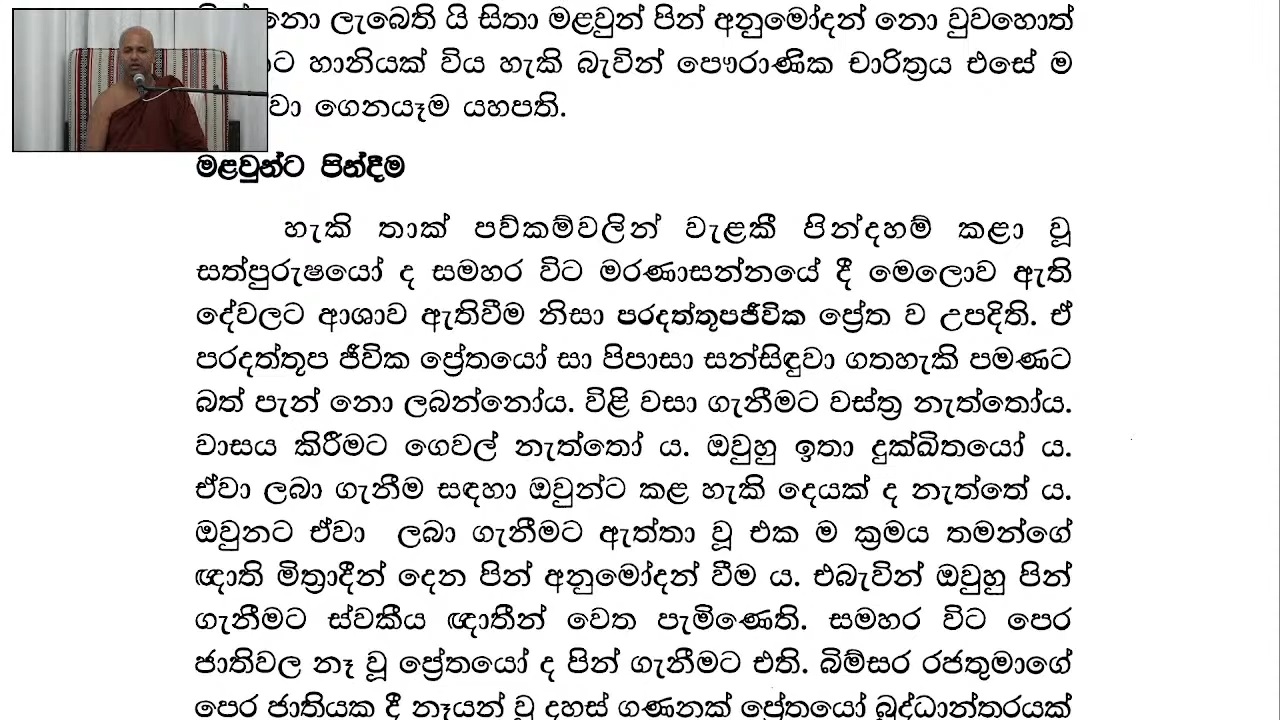 නො ලැබෙති යි සිතා මළවුන් පින් අනුමෝදන් නො වුවහොත්
හානියක් විය හැකි බැවින් පෞරාණික චාරිත්‍රය එසේ ම
ගෙනයෑම යහපති.
මළවුන්ට පින්දීම
හැකි තාක් පව්කම්වලින් වැළකී පින්දහම් කළා වූ
සත්පුරුෂයෝ ද සමහර විට මරණාසන්නයේ දී මෙලොව ඇති
දේවලට ආශාව ඇතිවීම නිසා පරදත්තූපජීවික ප්‍රේත ව උපදිති. ඒ
පරදත්තූප ජීවික ප්‍රේතයෝ සා පිපාසා සන්සිඳුවා ගතහැකි පමණට
බත් පැන් නො ලබන්නෝය. විළි වසා ගැනීමට වස්ත්‍ර නැත්තෝය.
වාසය කිරීමට ගෙවල් නැත්තෝ ය. ඔවුහු ඉතා දුක්ඛිතයෝ ය.
ඒවා ලබා ගැනීම සඳහා ඔවුන්ට කළ හැකි දෙයක් ද නැත්තේ ය.
ඔවුනට ඒවා ලබා ගැනීමට ඇත්තා වූ එක ම ක්‍රමය තමන්ගේ
ඥාති මිත්‍රාදීන් දෙන පින් අනුමෝදන් වීම ය. එබැවින් ඔවුහු පින්
ගැනීමට ස්වකීය ඥාතීන් වෙත පැමිණෙති. සමහර විට පෙර
ජාතිවල නෑ වූ ප්‍රේතයෝ ද පින් ගැනීමට එති. බිම්සර රජතුමාගේ
පෙර ජාතියක දී නෑයන් වූ දහස් ගණනක් ප්‍රේතයෝ බුද්ධාන්තරයක්